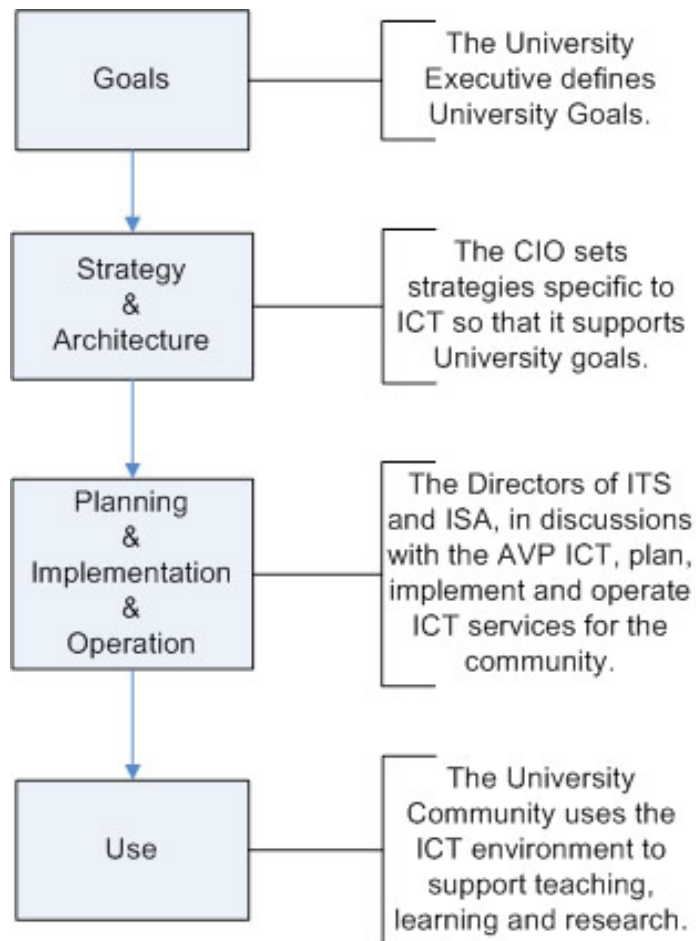 Goals
The University
Executive defines
University Goals.
Strategy
&
Architecture
The CIO sets
strategies specific to
ICT so that it supports
University goals.
Planning
&
Implementation
&
Operation
The Directors of ITS
and ISA, in discussions
with the AVP ICT, plan,
implement and operate
ICT services for the
community.
Use
The University
Community uses the
ICT environment to
support teaching,
learning and research.